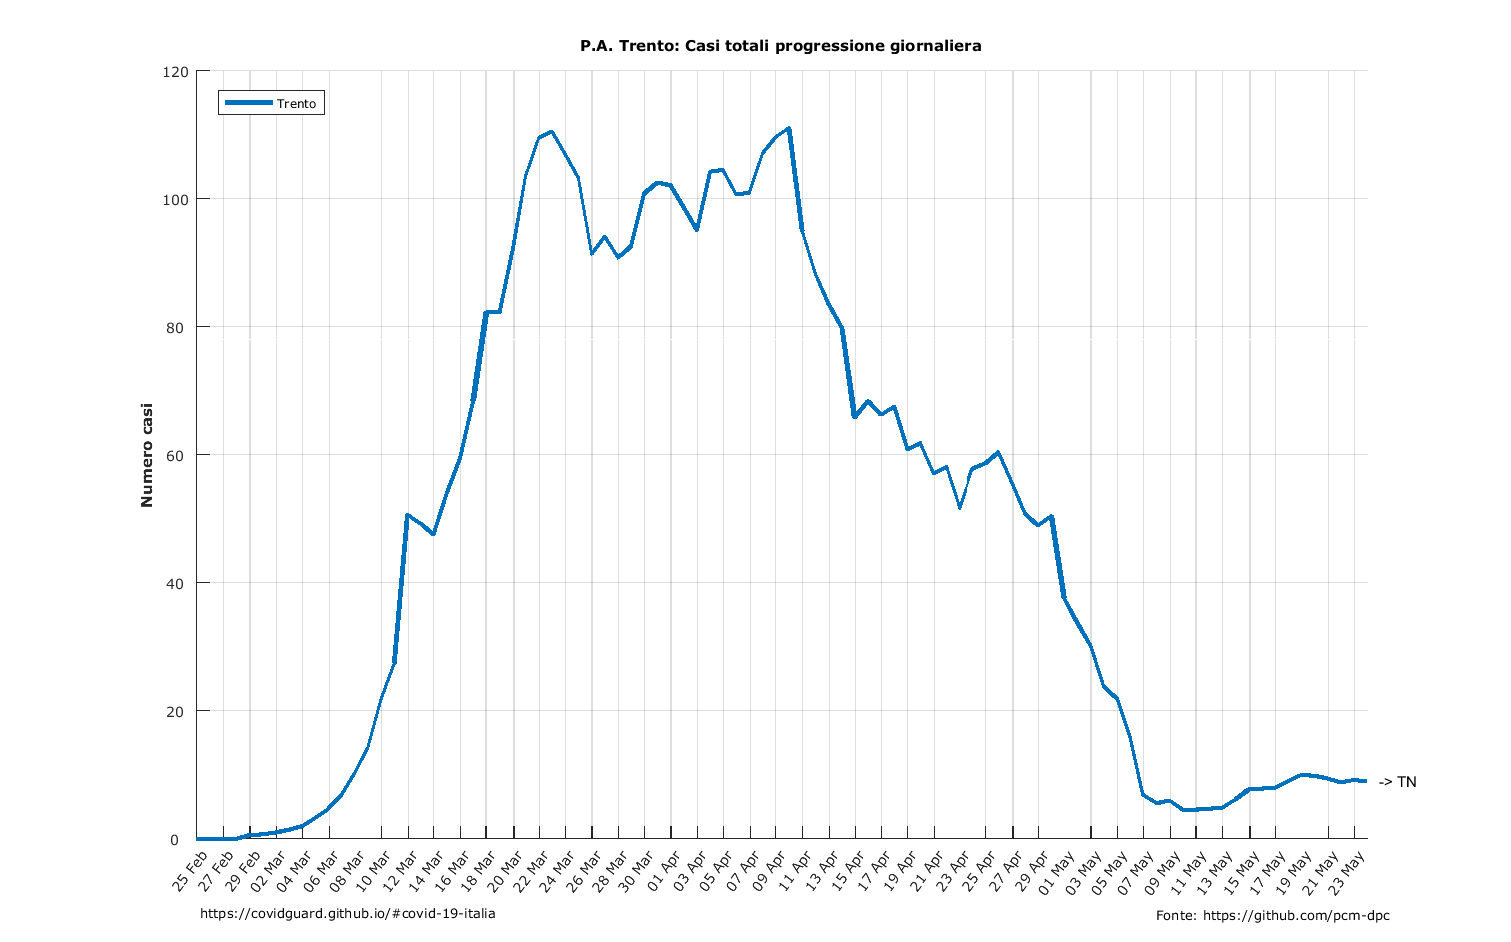 P.A. Trento: Casi totali progressione giornaliera
Trento
Numero casi
120
100
80
60
40
20
0
25 Feb
27 Feb
29 Feb
02 Mar
04 Mar
06 Mar
08 Mar
10 Mar
12 Mar
14 Mar
16 Mar
18 Mar
20 Mar
22 Mar
24 Mar
26 Mar
28 Mar
30 Mar
01 Apr
03 Apr
05 Apr
07 Apr
09 Apr
11 Apr
13 Apr
15 Apr
17 Apr
19 Apr
21 Apr
23 Apr
25 Apr
27 Apr
29 Apr
01 May
03 May
05 May
07 May
09 May
11 May
13 May
15 May
17 May
19 May
21 May
23 May
-> TN
https://covidguard.github.io/#covid-19-italia
Fonte: https://github.com/pcm-dpc